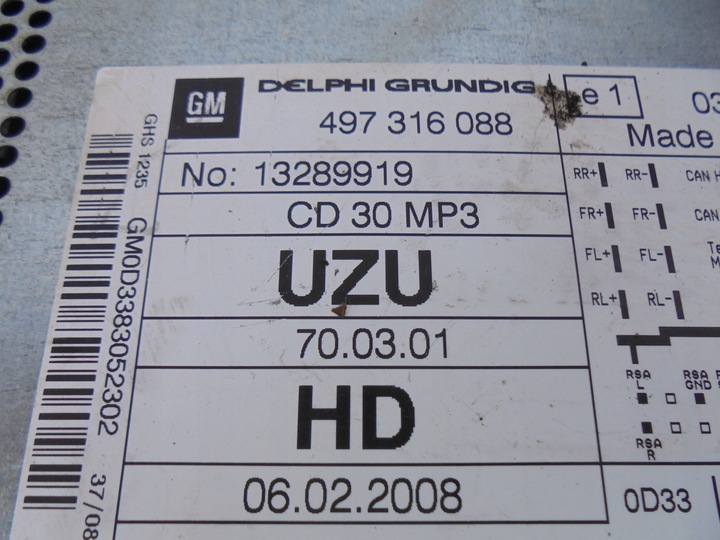 GM
DELPHI GRUNDIG
497 316 088
No: 13289919
CD 30 MP3
UZU
70.03.01
HD
06.02.2008
GHS 1235
GM0D3383052302
37/08
e 1
03
Made
RR+ RR- CAN H
FR+ FR- CAN
FL+ FL- Te
RL+ RL- M
RSA L
RSA GND
RSA R
0D33